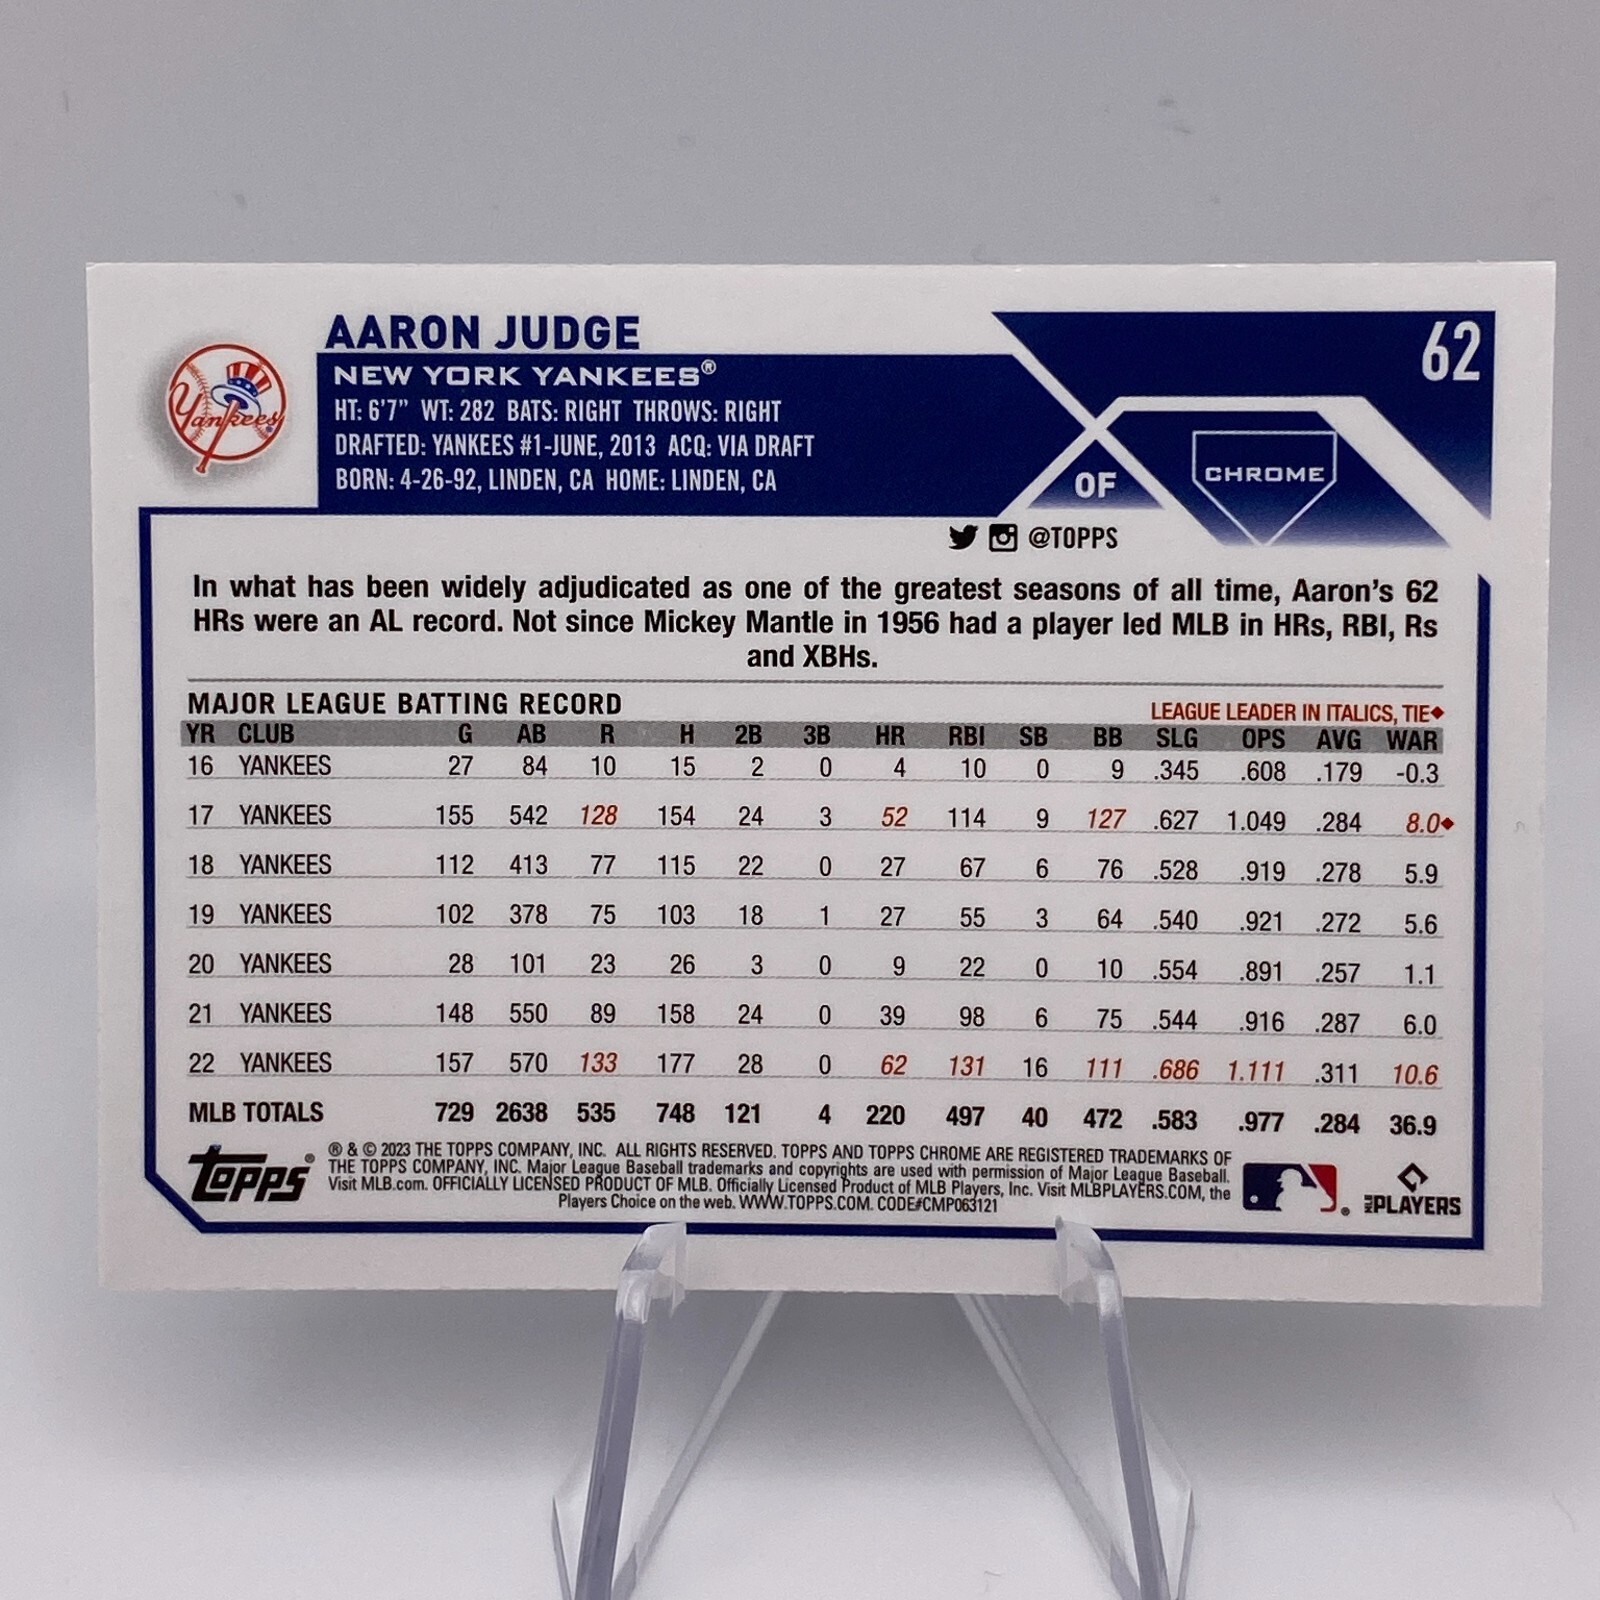 Yankees
AARON JUDGE
62
NEW YORK YANKEES®
HT: 6'7" WT: 282 BATS: RIGHT THROWS: RIGHT
DRAFTED: YANKEES #1-JUNE, 2013 ACQ: VIA DRAFT
BORN: 4-26-92, LINDEN, CA HOME: LINDEN, CA
OF
CHROME
@TOPPS
In what has been widely adjudicated as one of the greatest seasons of all time, Aaron's 62
HRs were an AL record. Not since Mickey Mantle in 1956 had a player led MLB in HRs, RBI, Rs
and XBHs.
MAJOR LEAGUE BATTING RECORD
LEAGUE LEADER IN ITALICS, TIE◆
YR CLUB G AB R H 2B 3B HR RBI SB BB SLG OPS AVG WAR
16 YANKEES 27 84 10 15 2 0 4 10 0 9 .345 .608 .179 -0.3
17 YANKEES 155 542 128 154 24 3 52 114 9 127 .627 1.049 .284 8.0◆
18 YANKEES 112 413 77 115 22 0 27 67 6 76 .528 .919 .278 5.9
19 YANKEES 102 378 75 103 18 1 27 55 3 64 .540 .921 .272 5.6
20 YANKEES 28 101 23 26 3 0 9 22 0 10 .554 .891 .257 1.1
21 YANKEES 148 550 89 158 24 0 39 98 6 75 .544 .916 .287 6.0
22 YANKEES 157 570 133 177 28 0 62 131 16 111 .686 1.111 .311 10.6
MLB TOTALS 729 2638 535 748 121 4 220 497 40 472 .583 .977 .284 36.9
topps®
® & © 2023 THE TOPPS COMPANY, INC. ALL RIGHTS RESERVED. TOPPS AND TOPPS CHROME ARE REGISTERED TRADEMARKS OF
THE TOPPS COMPANY, INC. Major League Baseball trademarks and copyrights are used with permission of Major League Baseball.
Visit MLB.com. OFFICIALLY LICENSED PRODUCT OF MLB. Officially Licensed Product of MLB Players, Inc. Visit MLBPLAYERS.COM, the
Players Choice on the web. WWW.TOPPS.COM. CODE#CMP063121
MLB PLAYERS